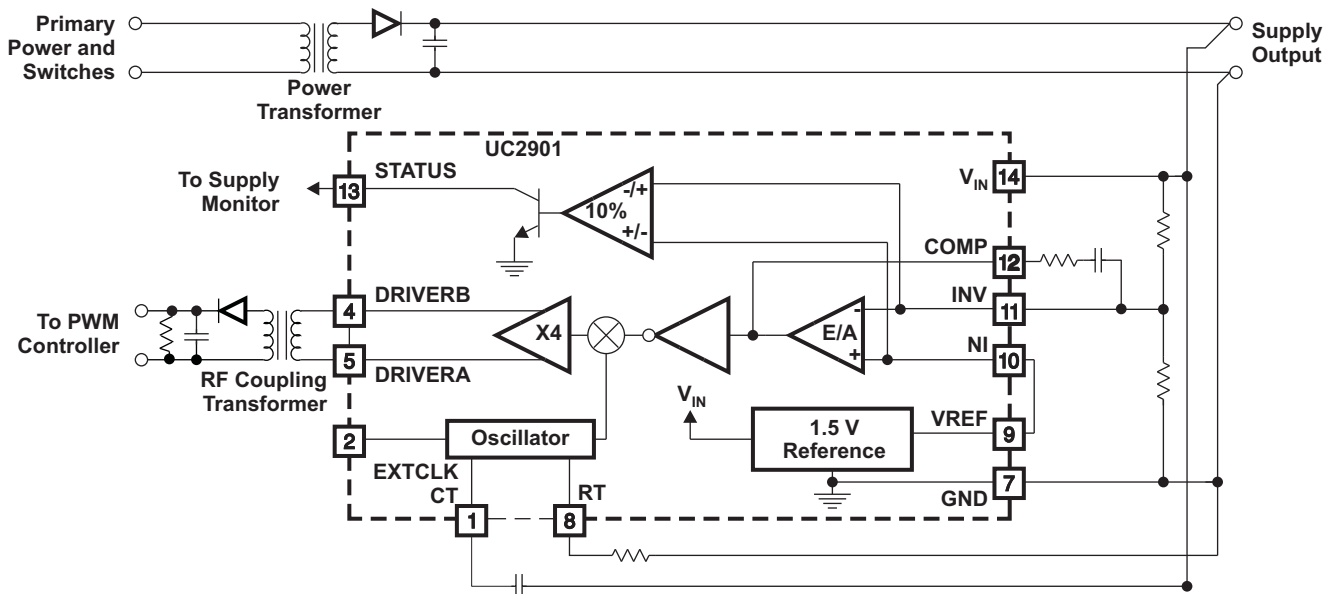 Primary
Power and
Switches
Power
Transformer
Supply
Output
UC2901
To Supply
Monitor
13
STATUS
10%
-/+
+/-
VIN
14
COMP
12
INV
11
NI
10
To PWM
Controller
RF Coupling
Transformer
4
DRIVERB
5
DRIVERA
X4
E/A
-
+
VIN
1.5 V
Reference
VREF
9
7
GND
2
Oscillator
EXTCLK
CT
RT
1
8